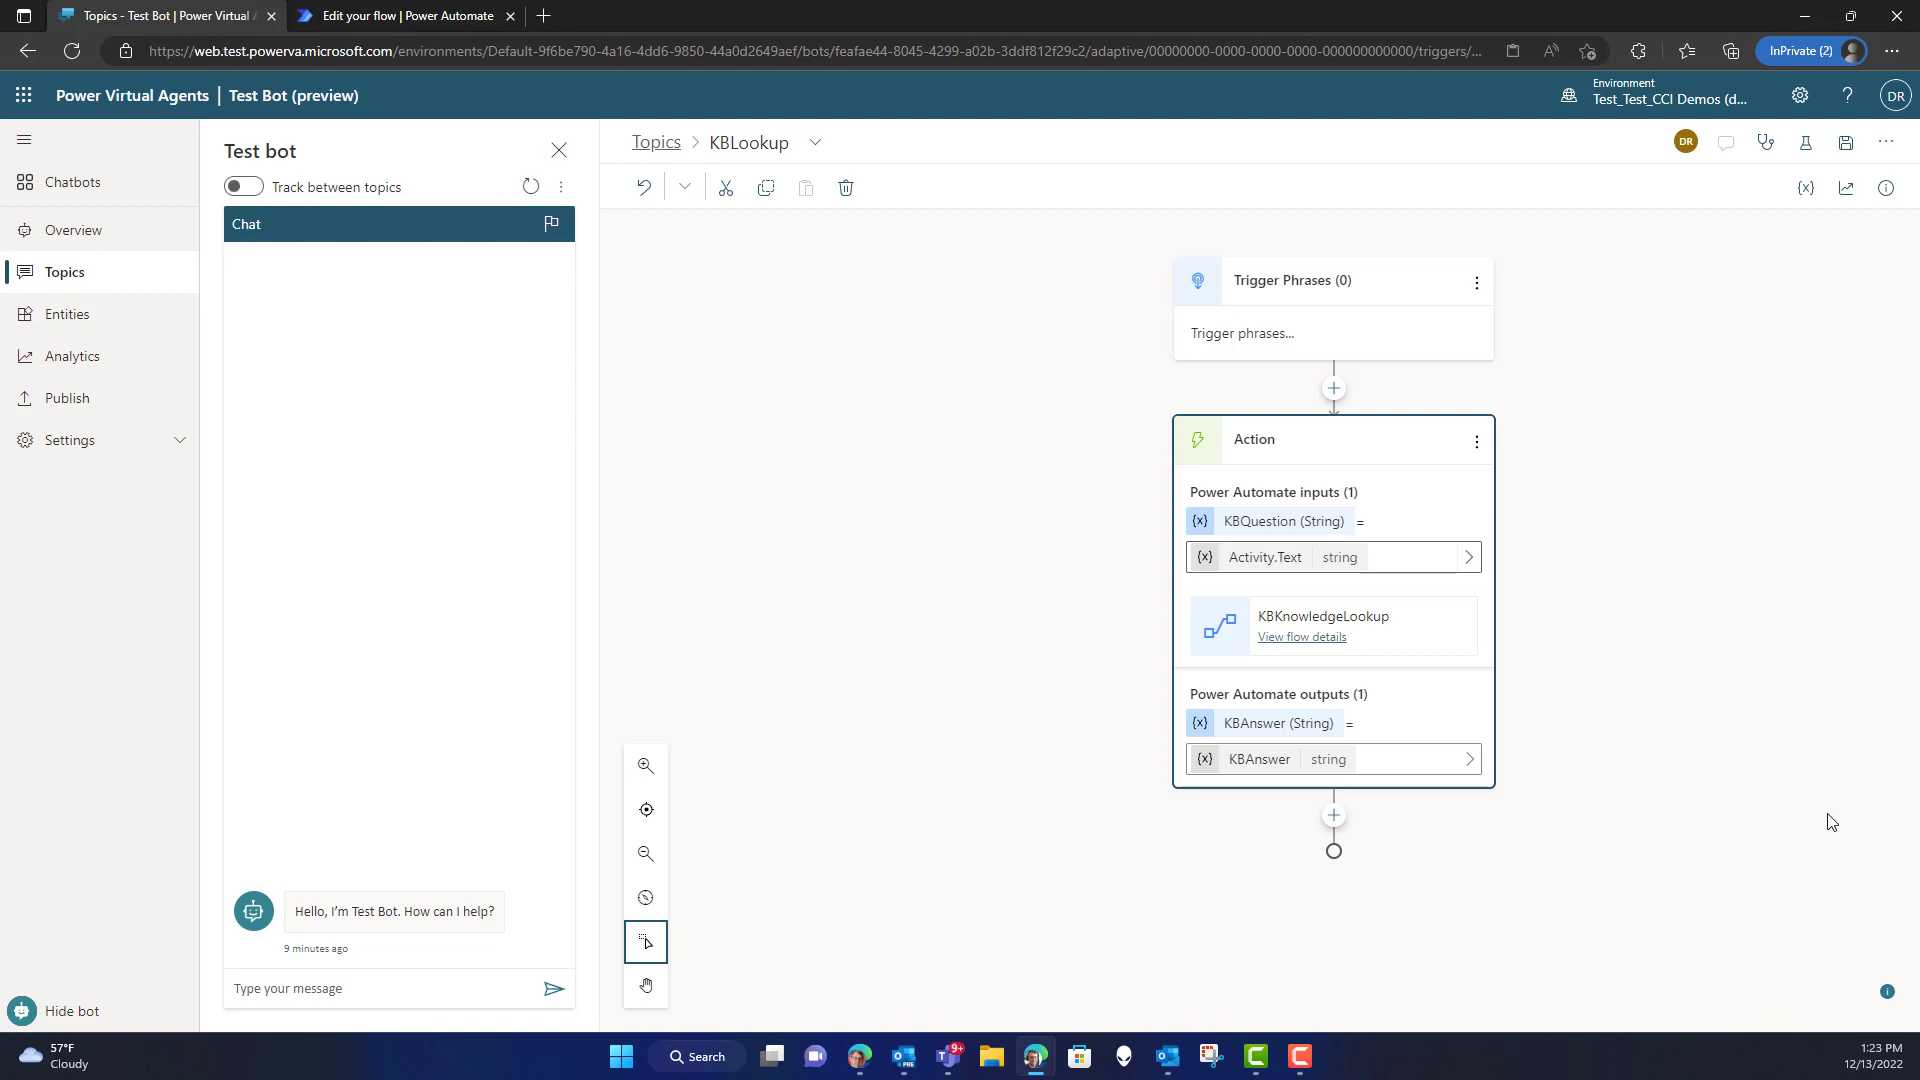 Topics - Test Bot | Power Virtual A
Edit your flow | Power Automate
https://web.test.powerva.microsoft.com/environments/Default-9f6be790-4a16-4dd6-9850-44a0d2649aef/bots/feafae44-8045-4299-a02b-3ddf812f29c2/adaptive/00000000-0000-0000-0000-000000000000/triggers/...
InPrivate (2)
Power Virtual Agents | Test Bot (preview)
Environment
Test_Test_CCI Demos (d...
DR
Chatbots
Overview
Topics
Entities
Analytics
Publish
Settings
Hide bot
Test bot
Track between topics
Chat
Hello, I'm Test Bot. How can I help?
9 minutes ago
Type your message
Topics > KBLookup
DR
{x}
Trigger Phrases (0)
Trigger phrases...
Action
Power Automate inputs (1)
{x} KBQuestion (String) =
{x} Activity.Text string
KBKnowledgeLookup
View flow details
Power Automate outputs (1)
{x} KBAnswer (String) =
{x} KBAnswer string
57°F
Cloudy
Search
9+
PRE
1:23 PM
12/13/2022